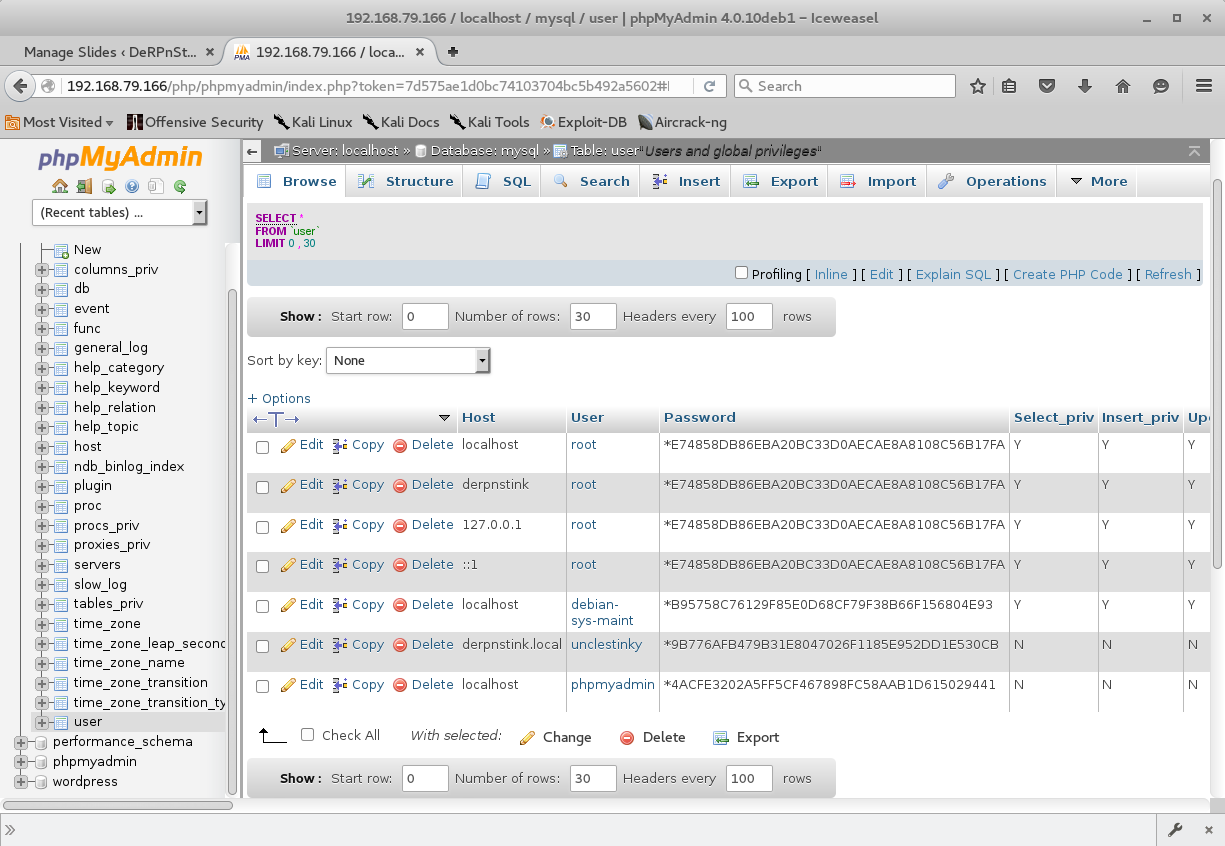 192.168.79.166 / localhost / mysql / user | phpMyAdmin 4.0.10deb1 – Iceweasel
Manage Slides ‹ DeRPnSt... × 192.168.79.166 / loca... ×
192.168.79.166/php/phpmyadmin/index.php?token=7d575ae1d0bc74103704bc5b492a5602# Search
Most Visited Offensive Security Kali Linux Kali Docs Kali Tools Exploit-DB Aircrack-ng
phpMyAdmin
(Recent tables) ...
New
columns_priv
db
event
func
general_log
help_category
help_keyword
help_relation
help_topic
host
ndb_binlog_index
plugin
proc
procs_priv
proxies_priv
servers
slow_log
tables_priv
time_zone
time_zone_leap_second
time_zone_name
time_zone_transition
time_zone_transition_ty
user
performance_schema
phpmyadmin
wordpress
Server: localhost » Database: mysql » Table: user "Users and global privileges"
Browse Structure SQL Search Insert Export Import Operations More
SELECT *
FROM `user`
LIMIT 0 , 30
Profiling [ Inline ] [ Edit ] [ Explain SQL ] [ Create PHP Code ] [ Refresh ]
Show : Start row: 0 Number of rows: 30 Headers every 100 rows
Sort by key: None
+ Options
←T→ Host User Password Select_priv Insert_priv Up
Edit Copy Delete localhost root *E74858DB86EBA20BC33D0AECAE8A8108C56B17FA Y Y Y
Edit Copy Delete derpnstink root *E74858DB86EBA20BC33D0AECAE8A8108C56B17FA Y Y Y
Edit Copy Delete 127.0.0.1 root *E74858DB86EBA20BC33D0AECAE8A8108C56B17FA Y Y Y
Edit Copy Delete ::1 root *E74858DB86EBA20BC33D0AECAE8A8108C56B17FA Y Y Y
Edit Copy Delete localhost debian-sys-maint *B95758C76129F85E0D68CF79F38B66F156804E93 Y Y Y
Edit Copy Delete derpnstink.local unclestinky *9B776AFB479B31E8047026F1185E952DD1E530CB N N N
Edit Copy Delete localhost phpmyadmin *4ACFE3202A5FF5CF467898FC58AAB1D615029441 N N N
Check All With selected: Change Delete Export
Show : Start row: 0 Number of rows: 30 Headers every 100 rows